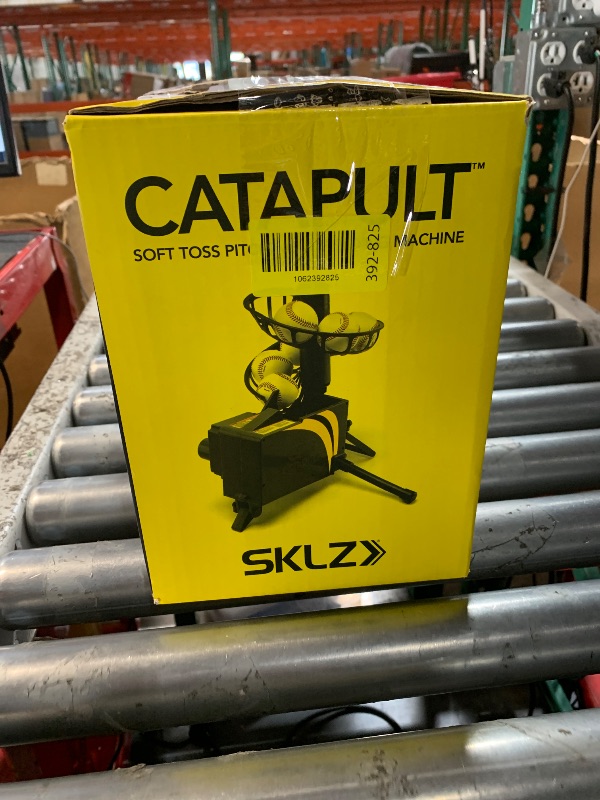 CATAPULT™
SOFT TOSS PITC MACHINE
1062392825
392-825
SKLZ